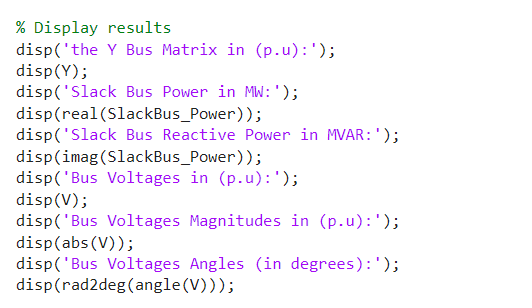 % Display results
disp('the Y Bus Matrix in (p.u):');
disp(Y);
disp('Slack Bus Power in MW:');
disp(real(SlackBus_Power));
disp('Slack Bus Reactive Power in MVAR:');
disp(imag(SlackBus_Power));
disp('Bus Voltages in (p.u):');
disp(V);
disp('Bus Voltages Magnitudes in (p.u):');
disp(abs(V));
disp('Bus Voltages Angles (in degrees):');
disp(rad2deg(angle(V)));